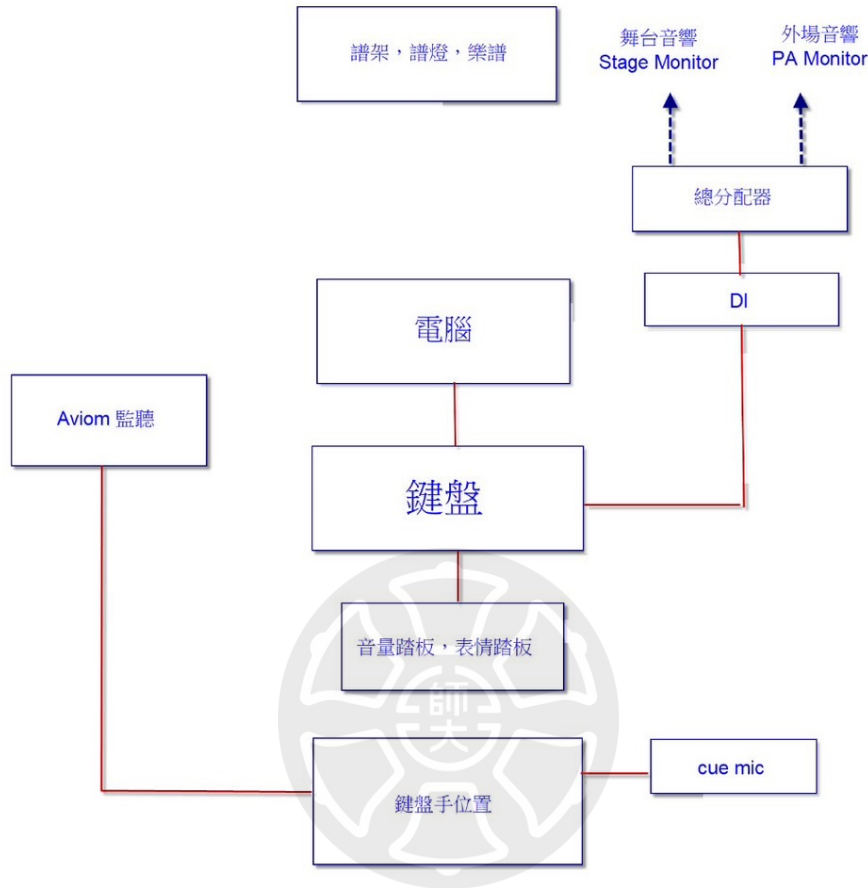 譜架，譜燈，樂譜
舞台音響
Stage Monitor
外場音響
PA Monitor
總分配器
DI
電腦
Aviom 監聽
鍵盤
音量踏板，表情踏板
師大
鍵盤手位置
cue mic